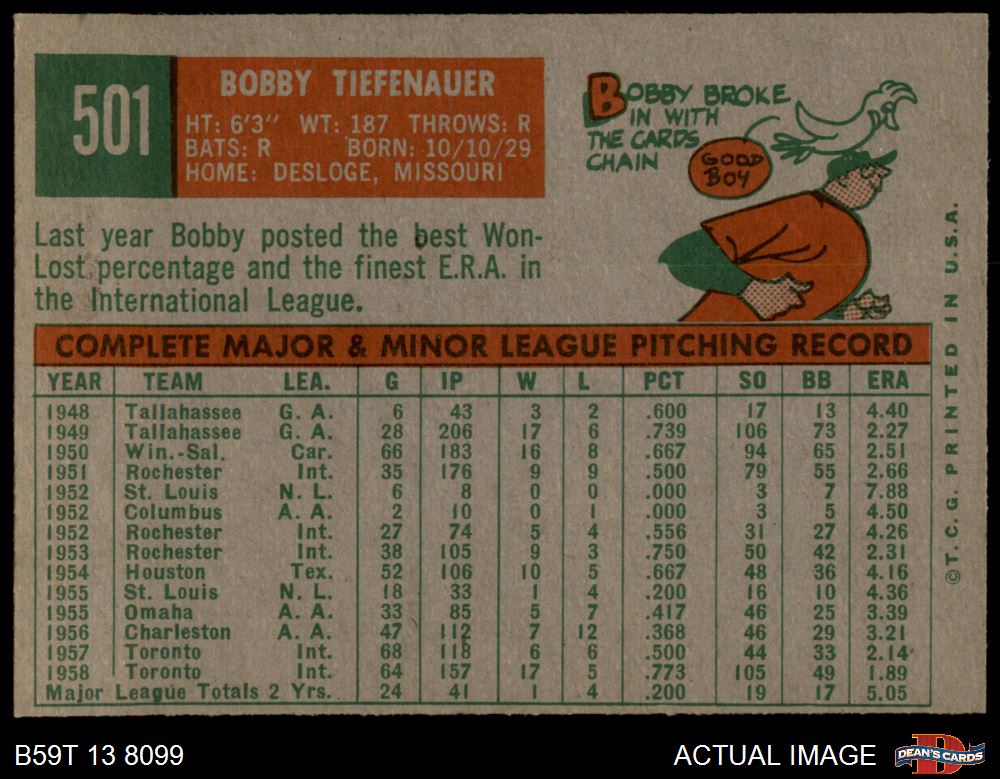 501
BOBBY TIEFENAUER
HT: 6'3" WT: 187 THROWS: R
BATS: R BORN: 10/10/29
HOME: DESLOGE, MISSOURI
BOBBY BROKE
IN WITH
THE CARDS
CHAIN
GOOD
BOY
Last year Bobby posted the best Won-
Lost percentage and the finest E.R.A. in
the International League.
COMPLETE MAJOR & MINOR LEAGUE PITCHING RECORD
YEAR TEAM LEA. G IP W L PCT SO BB ERA
1948 Tallahassee G. A. 6 43 3 2 .600 17 13 4.40
1949 Tallahassee G. A. 28 206 17 6 .739 106 73 2.27
1950 Win.-Sal. Car. 66 183 16 8 .667 94 65 2.51
1951 Rochester Int. 35 176 9 9 .500 79 55 2.66
1952 St. Louis N. L. 6 8 0 0 .000 3 7 7.88
1952 Columbus A. A. 2 10 0 1 .000 3 5 4.50
1952 Rochester Int. 27 74 5 4 .556 31 27 4.26
1953 Rochester Int. 38 105 9 3 .750 50 42 2.31
1954 Houston Tex. 52 106 10 5 .667 48 36 4.16
1955 St. Louis N. L. 18 33 1 4 .200 16 10 4.36
1955 Omaha A. A. 33 85 5 7 .417 46 25 3.39
1956 Charleston A. A. 47 112 7 12 .368 46 29 3.21
1957 Toronto Int. 68 118 6 6 .500 44 33 2.14
1958 Toronto Int. 64 157 17 5 .773 105 49 1.89
Major League Totals 2 Yrs. 24 41 1 4 .200 19 17 5.05
©T.C.G. PRINTED IN U.S.A.
B59T 13 8099
ACTUAL IMAGE
DEAN'S CARDS